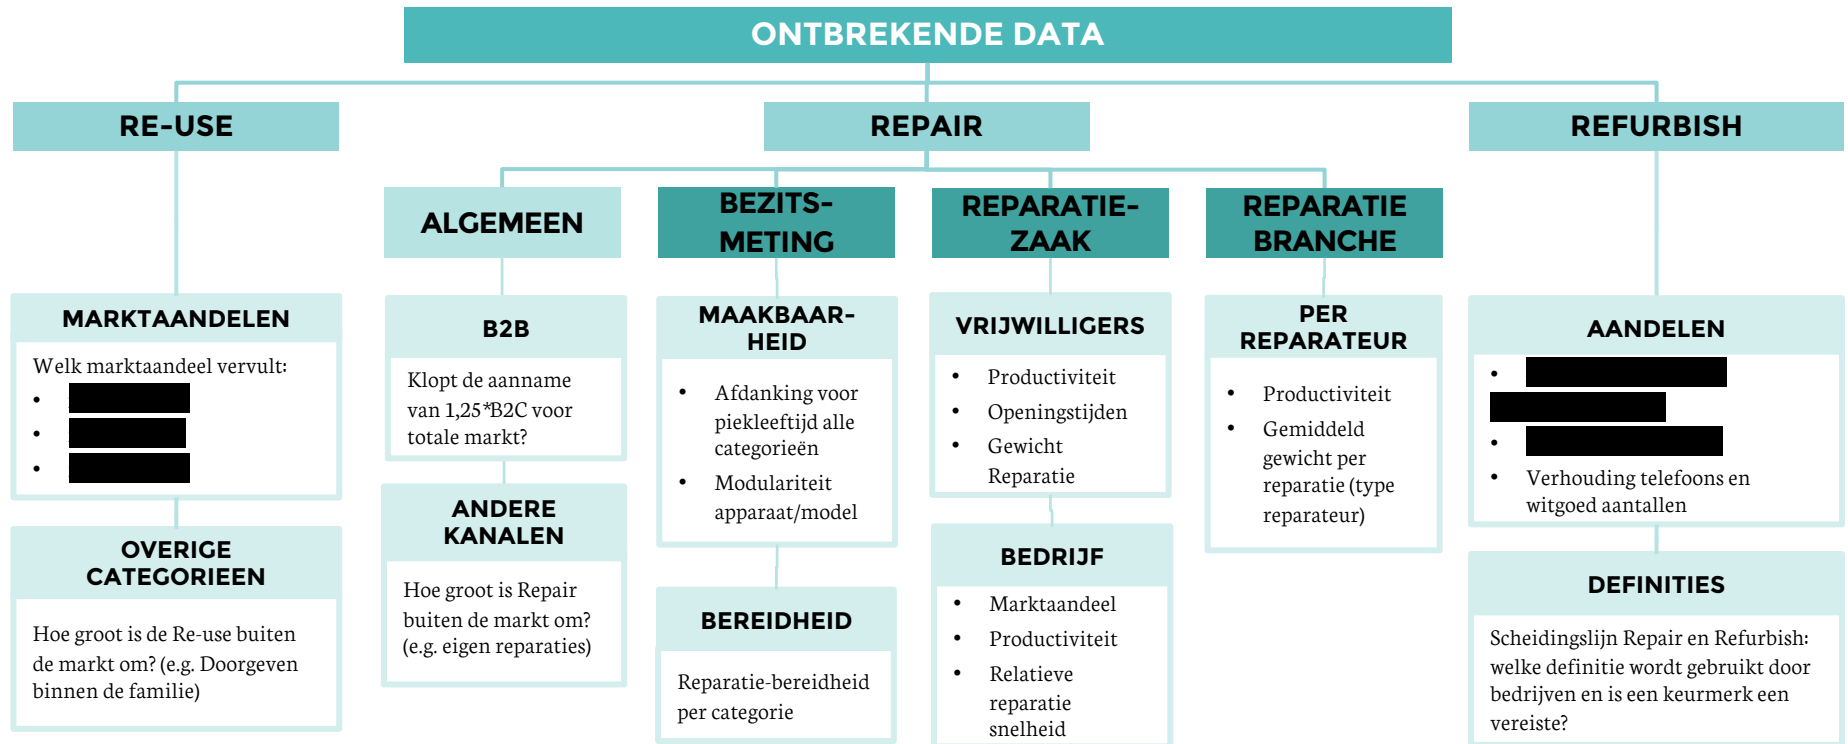 ONTBREKENDE DATA
RE-USE
REPAIR
REFURBISH
ALGEMEEN
BEZITS-
METING
REPARATIE-
ZAAK
REPARATIE
BRANCHE
MARKTAANDELEN
Welk marktaandeel vervult:
•
•
•
OVERIGE
CATEGORIEEN
Hoe groot is de Re-use buiten
de markt om? (e.g. Doorgeven
binnen de familie)
B2B
Klopt de aanname
van 1,25*B2C voor
totale markt?
ANDERE
KANALEN
Hoe groot is Repair
buiten de markt om?
(e.g. eigen reparaties)
MAAKBAAR-
HEID
• Afdanking voor
piekleeftijd alle
categorieën
• Modulariteit
apparaat/model
BEREIDHEID
Reparatie-bereidheid
per categorie
VRIJWILLIGERS
• Productiviteit
• Openingstijden
• Gewicht
Reparatie
BEDRIJF
• Marktaandeel
• Productiviteit
• Relatieve
reparatie
snelheid
PER
REPARATEUR
• Productiviteit
• Gemiddeld
gewicht per
reparatie (type
reparateur)
AANDELEN
•
•
• Verhouding telefoons en
witgoed aantallen
DEFINITIES
Scheidingslijn Repair en Refurbish:
welke definitie wordt gebruikt door
bedrijven en is een keurmerk een
vereiste?